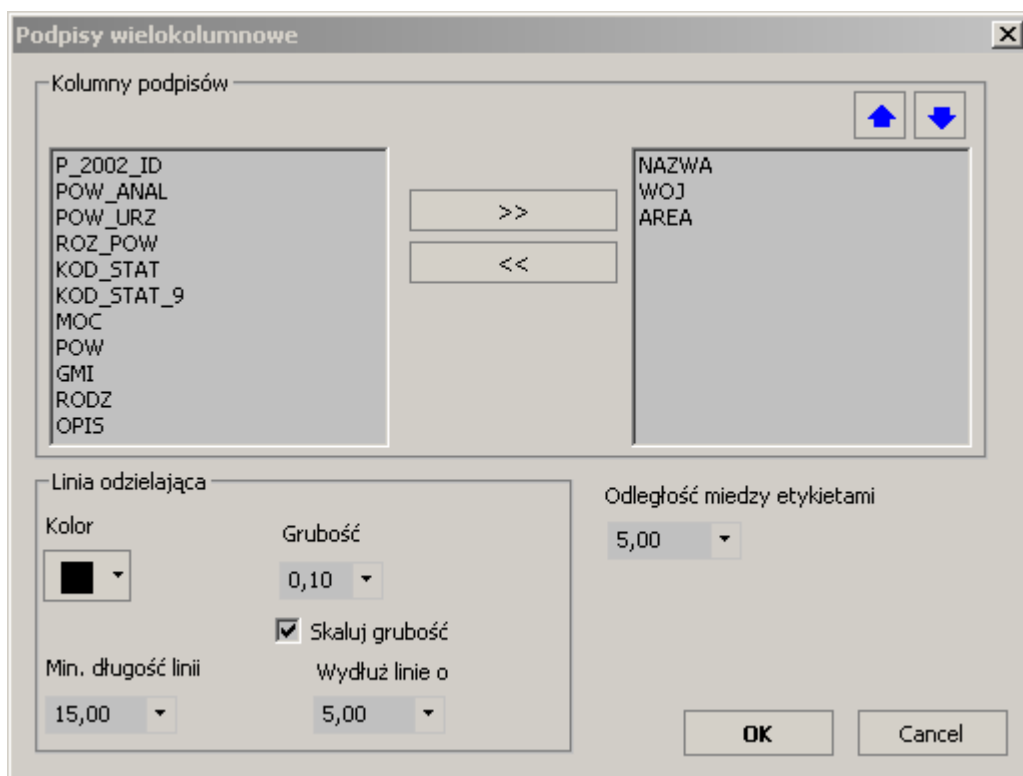 Podpisy wielokolumnowe
Kolumny podpisów
P_2002_ID
POW_ANAL
POW_URZ
ROZ_POW
KOD_STAT
KOD_STAT_9
MOC
POW
GMI
RODZ
OPIS
>>
<<
NAZWA
WOJ
AREA
Linia odzielająca
Kolor
Grubość
0,10
Skaluj grubość
Min. długość linii
15,00
Wydłuż linie o
5,00
Odległość miedzy etykietami
5,00
OK
Cancel